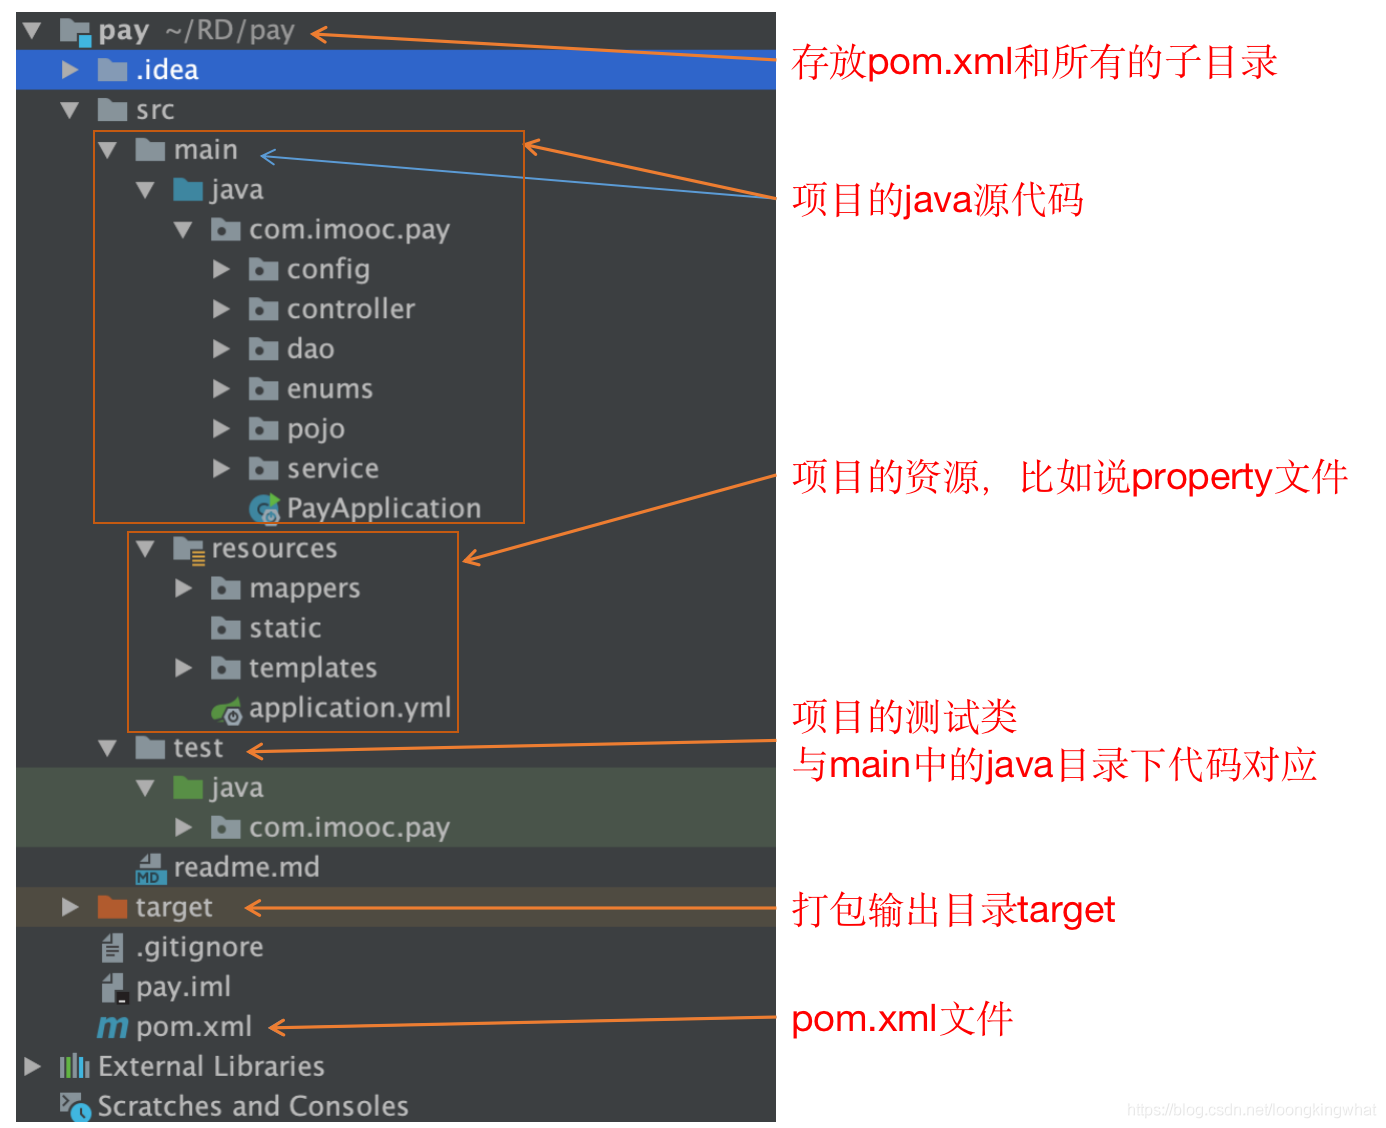 pay ~/RD/pay
存放pom.xml和所有的子目录
.idea
src
main
java
项目的java源代码
com.imooc.pay
config
controller
dao
enums
pojo
service
项目的资源，比如说property文件
PayApplication
resources
mappers
static
templates
application.yml
项目的测试类
test
与main中的java目录下代码对应
java
com.imooc.pay
readme.md
target
打包输出目录target
.gitignore
pay.iml
pom.xml
pom.xml文件
External Libraries
Scratches and Consoles
https://blog.csdn.net/loongkingwhat